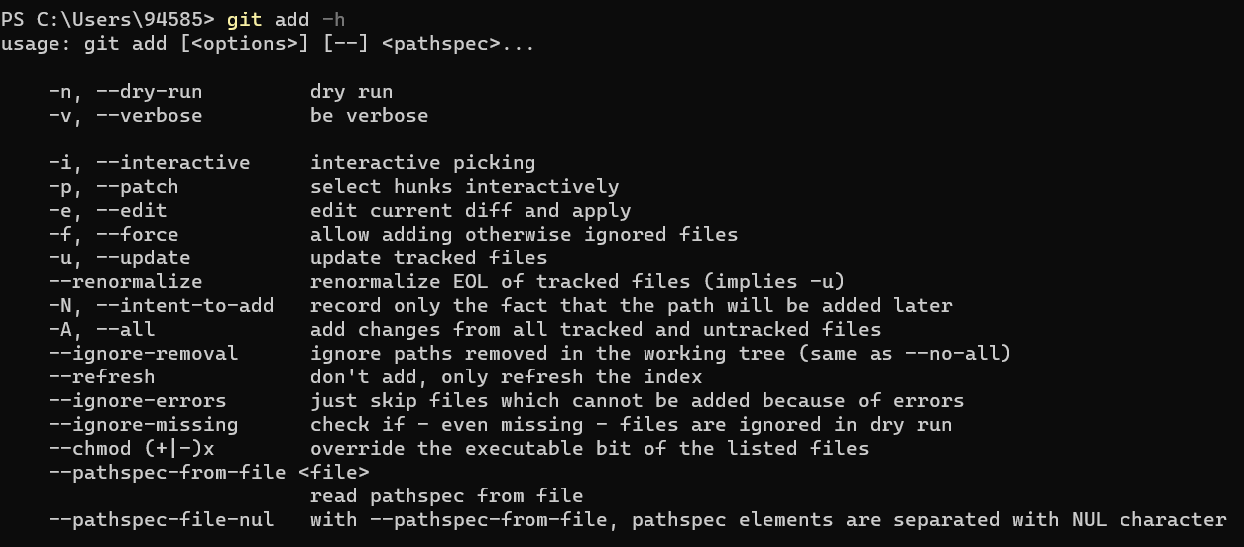 PS C:\Users\94585> git add -h
usage: git add [<options>] [--] <pathspec>...
-n, --dry-run dry run
-v, --verbose be verbose
-i, --interactive interactive picking
-p, --patch select hunks interactively
-e, --edit edit current diff and apply
-f, --force allow adding otherwise ignored files
-u, --update update tracked files
--renormalize renormalize EOL of tracked files (implies -u)
-N, --intent-to-add record only the fact that the path will be added later
-A, --all add changes from all tracked and untracked files
--ignore-removal ignore paths removed in the working tree (same as --no-all)
--refresh don't add, only refresh the index
--ignore-errors just skip files which cannot be added because of errors
--ignore-missing check if - even missing - files are ignored in dry run
--chmod (+|-)x override the executable bit of the listed files
--pathspec-from-file <file>
read pathspec from file
--pathspec-file-nul with --pathspec-from-file, pathspec elements are separated with NUL character